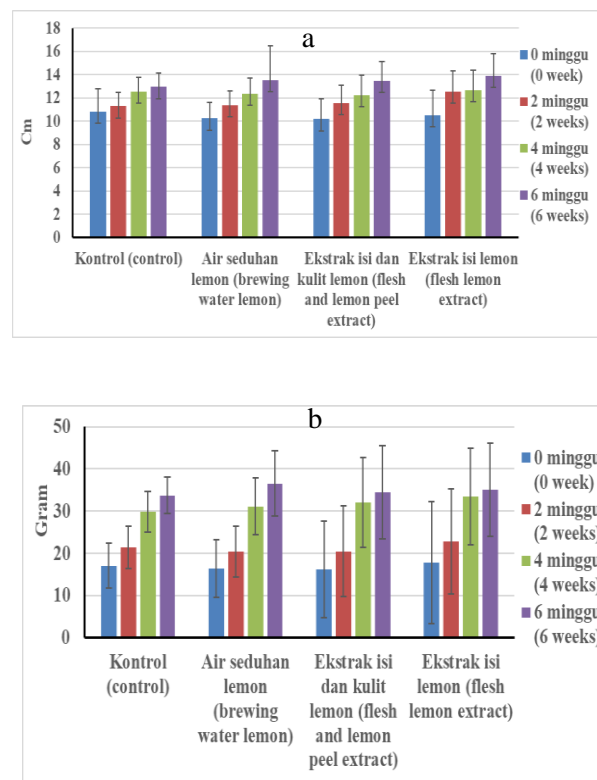 a
18
16
14
12
10
8
6
4
2
0
Cm
Kontrol (control)
Air seduhan
lemon (brewing
water lemon)
Ekstrak isi dan
kulit lemon (flesh
and lemon peel
extract)
Ekstrak isi lemon
(flesh lemon
extract)
0 minggu
(0 week)
2 minggu
(2 weeks)
4 minggu
(4 weeks)
6 minggu
(6 weeks)
b
50
40
30
20
10
0
Gram
Kontrol
(control)
Air seduhan
lemon
(brewing
water lemon)
Ekstrak isi
dan kulit
lemon (flesh
and lemon
peel extract)
Ekstrak isi
lemon (flesh
lemon extract)
0 minggu
(0 week)
2 minggu
(2 weeks)
4 minggu
(4 weeks)
6 minggu
(6 weeks)